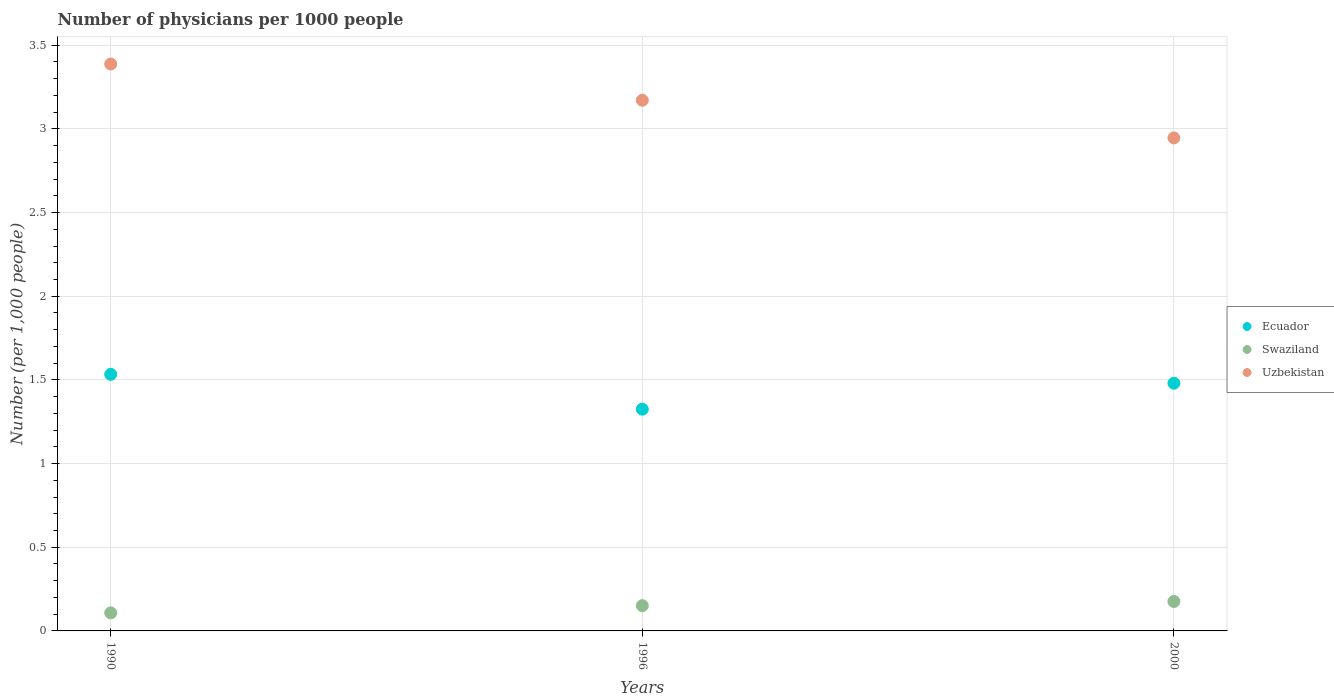 Number of physicians per 1000 people
Number (per 1,000 people)
3.5
3
2.5
2
1.5
1
0.5
0
1990
1996
2000
Years
Ecuador
Swaziland
Uzbekistan